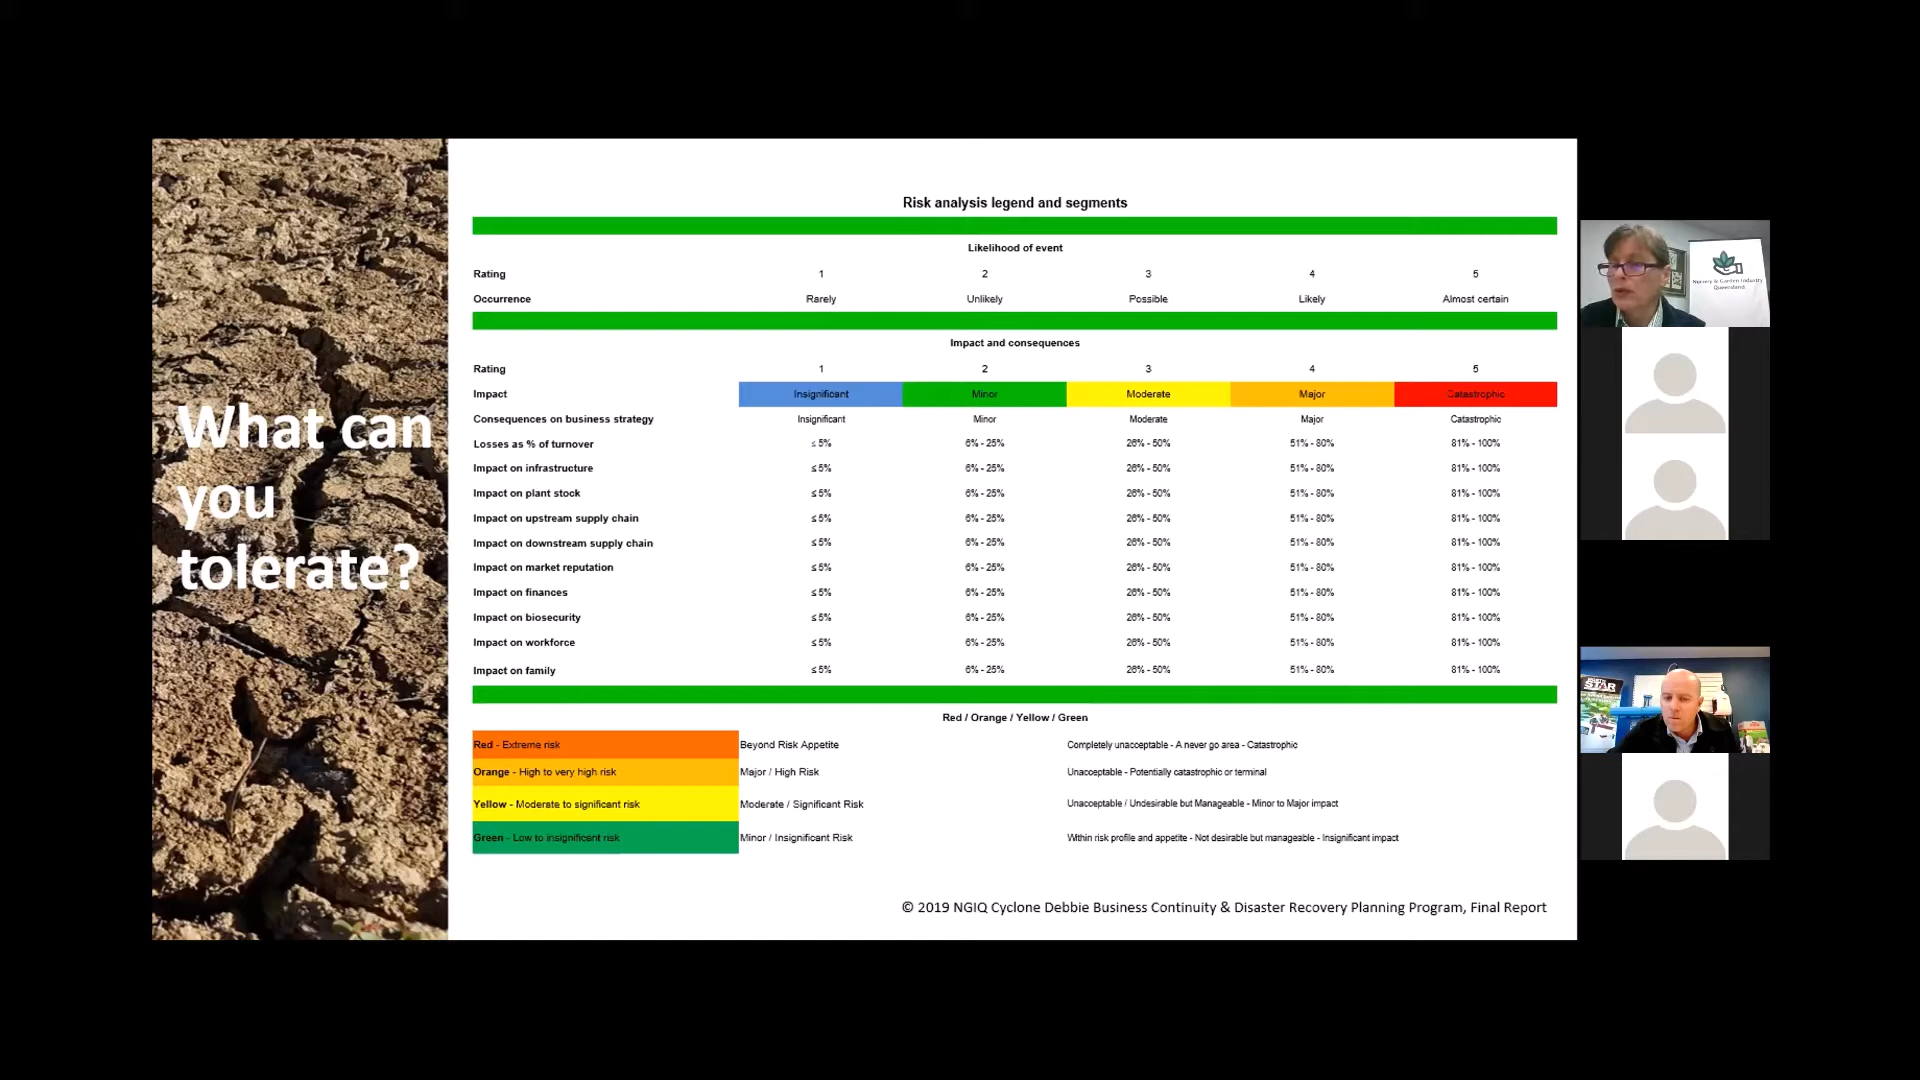 What can
you
tolerate?
Risk analysis legend and segments
Likelihood of event
Rating 1 2 3 4 5
Occurrence Rarely Unlikely Possible Likely Almost certain
Impact and consequences
Rating 1 2 3 4 5
Impact Insignificant Minor Moderate Major Catastrophic
Consequences on business strategy Insignificant Minor Moderate Major Catastrophic
Losses as % of turnover ≤ 5% 6% - 25% 26% - 50% 51% - 80% 81% - 100%
Impact on infrastructure ≤ 5% 6% - 25% 26% - 50% 51% - 80% 81% - 100%
Impact on plant stock ≤ 5% 6% - 25% 26% - 50% 51% - 80% 81% - 100%
Impact on upstream supply chain ≤ 5% 6% - 25% 26% - 50% 51% - 80% 81% - 100%
Impact on downstream supply chain ≤ 5% 6% - 25% 26% - 50% 51% - 80% 81% - 100%
Impact on market reputation ≤ 5% 6% - 25% 26% - 50% 51% - 80% 81% - 100%
Impact on finances ≤ 5% 6% - 25% 26% - 50% 51% - 80% 81% - 100%
Impact on biosecurity ≤ 5% 6% - 25% 26% - 50% 51% - 80% 81% - 100%
Impact on workforce ≤ 5% 6% - 25% 26% - 50% 51% - 80% 81% - 100%
Impact on family ≤ 5% 6% - 25% 26% - 50% 51% - 80% 81% - 100%
Red / Orange / Yellow / Green
Red - Extreme risk Beyond Risk Appetite Completely unacceptable - A never go area - Catastrophic
Orange - High to very high risk Major / High Risk Unacceptable - Potentially catastrophic or terminal
Yellow - Moderate to significant risk Moderate / Significant Risk Unacceptable / Undesirable but Manageable - Minor to Major impact
Green - Low to insignificant risk Minor / Insignificant Risk Within risk profile and appetite - Not desirable but manageable - Insignificant impact
© 2019 NGIQ Cyclone Debbie Business Continuity & Disaster Recovery Planning Program, Final Report
Nursery & Garden Industry
Queensland
STAR